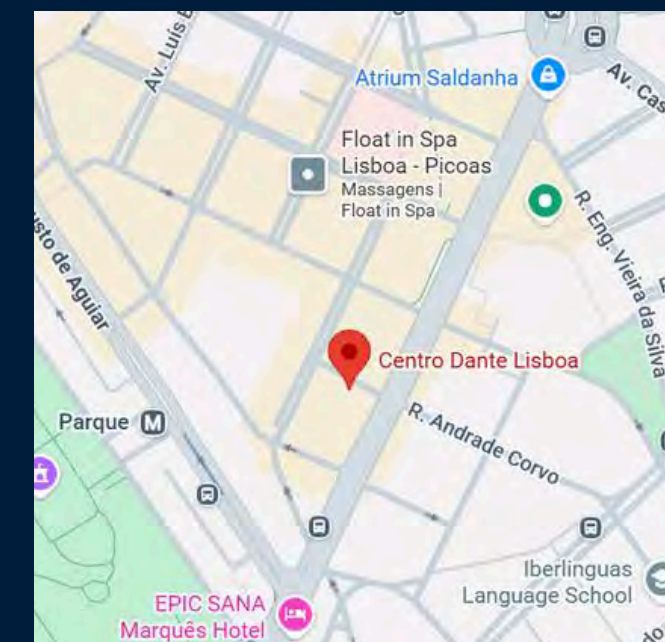 Av. Luís B
Atrium Saldanha
Av. Cas
Float in Spa
Lisboa - Picoas
Massagens |
Float in Spa
R. Eng. Vieira da Silva
usto de Aguiar
Centro Dante Lisboa
Parque M
R. Andrade Corvo
Iberlinguas
Language School
EPIC SANA
Marquês Hotel